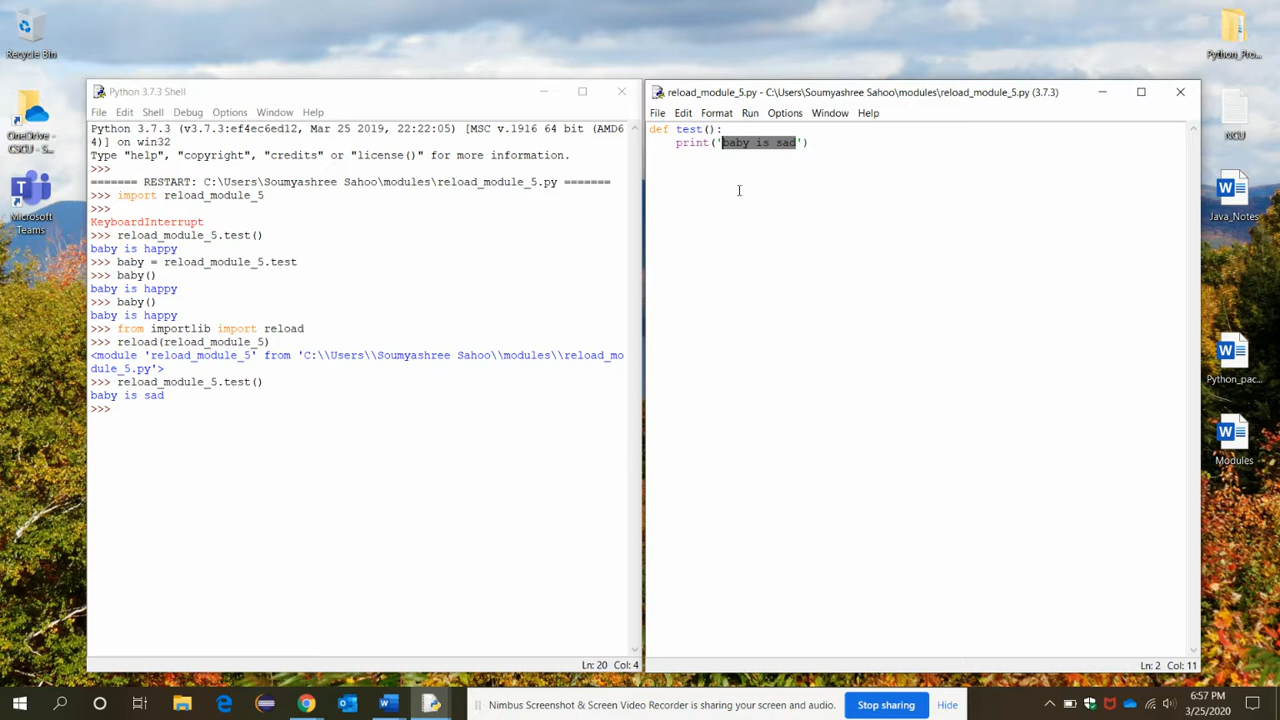 Recycle Bin
OneDrive -
CSCU - S...
Microsoft
Teams
Python 3.7.3 Shell
File Edit Shell Debug Options Window Help
Python 3.7.3 (v3.7.3:ef4ec6ed12, Mar 25 2019, 22:22:05) [MSC v.1916 64 bit (AMD6
4)] on win32
Type "help", "copyright", "credits" or "license()" for more information.
>>>
======= RESTART: C:\Users\Soumyashree Sahoo\modules\reload_module_5.py =======
>>> import reload_module_5
>>>
KeyboardInterrupt
>>> reload_module_5.test()
baby is happy
>>> baby = reload_module_5.test
>>> baby()
baby is happy
>>> baby()
baby is happy
>>> from importlib import reload
>>> reload(reload_module_5)
<module 'reload_module_5' from 'C:\\Users\\Soumyashree Sahoo\\modules\\reload_mo
dule_5.py'>
>>> reload_module_5.test()
baby is sad
>>>
Ln: 20 Col: 4
reload_module_5.py - C:\Users\Soumyashree Sahoo\modules\reload_module_5.py (3.7.3)
File Edit Format Run Options Window Help
def test():
print('baby is sad')
Ln: 2 Col: 11
Python_Pro...
NCU
Java_Notes
Python_pac...
Modules
Nimbus Screenshot & Screen Video Recorder is sharing your screen and audio.
Stop sharing
Hide
6:57 PM
3/25/2020